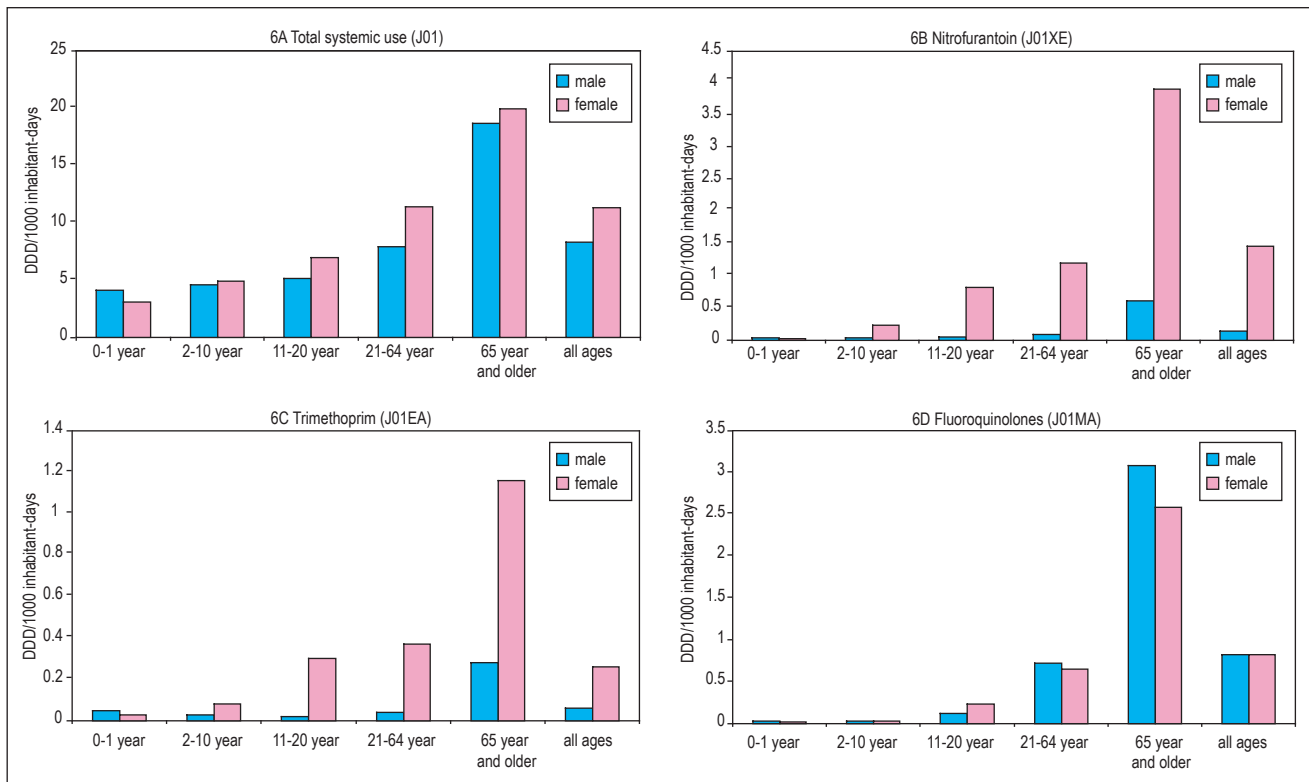 6A Total systemic use (J01)
25
20
15
10
5
0
DDD/1000 inhabitant-days
male
female
0-1 year 2-10 year 11-20 year 21-64 year 65 year all ages
and older
6B Nitrofurantoin (J01XE)
4.5
4
3.5
3
2.5
2
1.5
1
0.5
0
DDD/1000 inhabitant-days
male
female
0-1 year 2-10 year 11-20 year 21-64 year 65 year all ages
and older
6C Trimethoprim (J01EA)
1.4
1.2
1
0.8
0.6
0.4
0.2
0
DDD/1000 inhabitant-days
male
female
0-1 year 2-10 year 11-20 year 21-64 year 65 year all ages
and older
6D Fluoroquinolones (J01MA)
3.5
3
2.5
2
1.5
1
0.5
0
DDD/1000 inhabitant-days
male
female
0-1 year 2-10 year 11-20 year 21-64 year 65 year all ages
and older